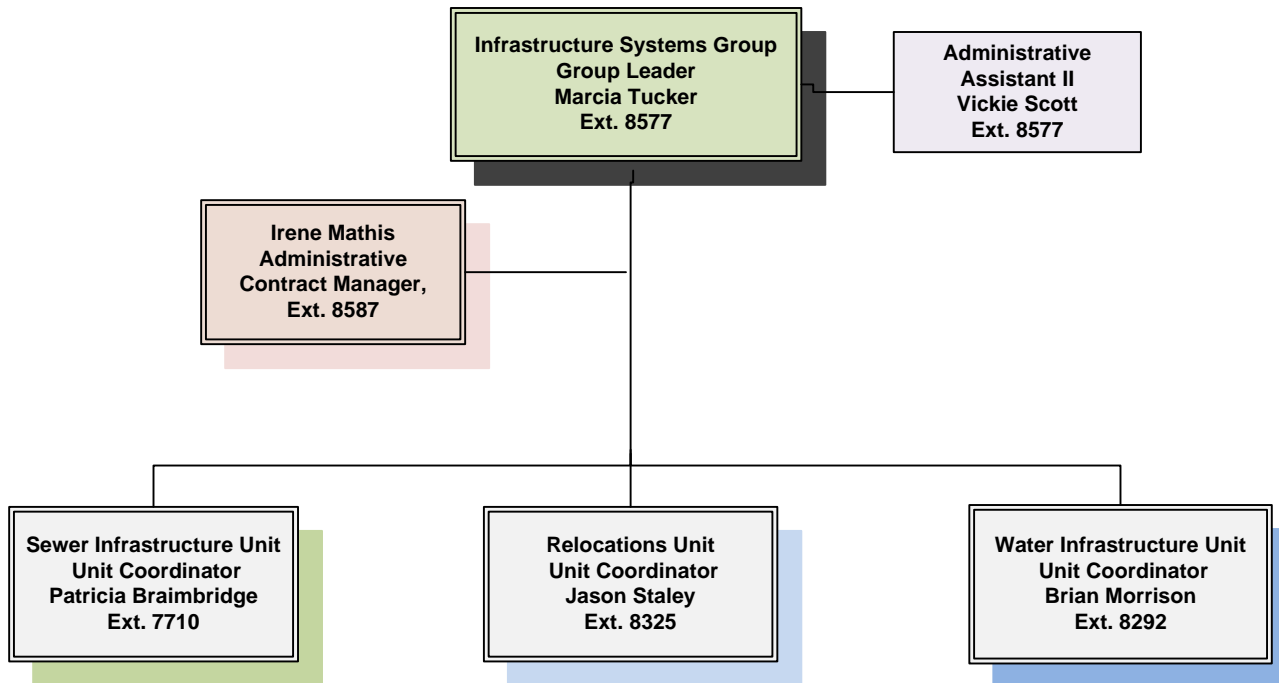 Infrastructure Systems Group
Group Leader
Marcia Tucker
Ext. 8577
Administrative
Assistant II
Vickie Scott
Ext. 8577
Irene Mathis
Administrative
Contract Manager,
Ext. 8587
Sewer Infrastructure Unit
Unit Coordinator
Patricia Braimbridge
Ext. 7710
Relocations Unit
Unit Coordinator
Jason Staley
Ext. 8325
Water Infrastructure Unit
Unit Coordinator
Brian Morrison
Ext. 8292